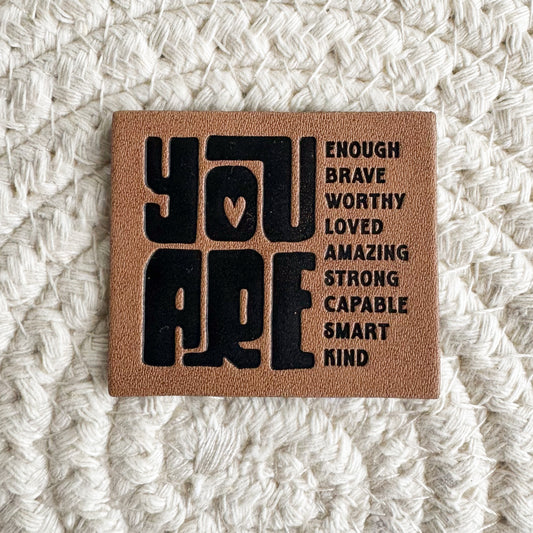 YOU
ARE
ENOUGH
BRAVE
WORTHY
LOVED
AMAZING
STRONG
CAPABLE
SMART
KIND